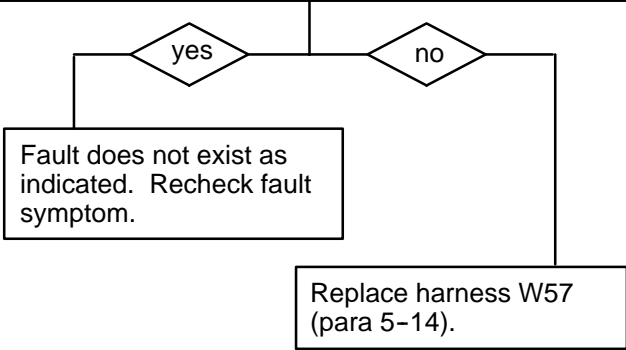 yes
no
Fault does not exist as
indicated.  Recheck fault
symptom.
Replace harness W57
(para 5-14).